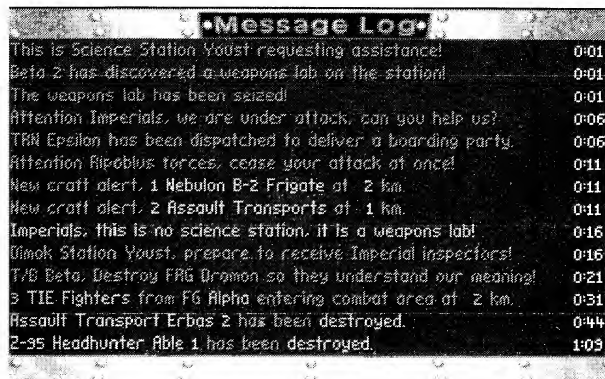 •Message Log•
This is Science Station Youst requesting assistance! 0:01
Beta 2 has discovered a weapons lab on the station! 0:01
The weapons lab has been seized! 0:01
Attention Imperials, we are under attack, can you help us? 0:06
TRN Epsilon has been dispatched to deliver a boarding party. 0:06
Attention Ripoblus forces, cease your attack at once! 0:11
New craft alert, 1 Nebulon B-2 Frigate at 2 km. 0:11
New craft alert, 2 Assault Transports at 1 km. 0:11
Imperials, this is no science station, it is a weapons lab! 0:16
Dimok Station Youst, prepare to receive Imperial inspectors! 0:16
T/B Beta, Destroy FRG Dromon so they understand our meaning! 0:21
3 TIE Fighters from FG Alpha entering combat area at 2 km. 0:31
Assault Transport Erbas 2 has been destroyed. 0:44
Z-95 Headhunter Able 1 has been destroyed. 1:09